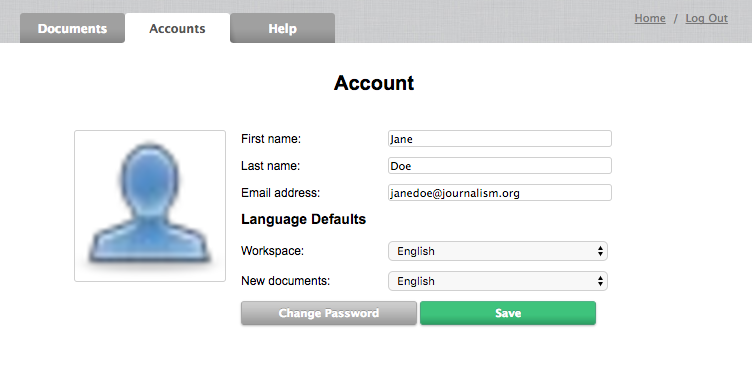 Documents Accounts Help Home / Log Out
Account
First name: Jane
Last name: Doe
Email address: janedoe@journalism.org
Language Defaults
Workspace: English
New documents: English
Change Password Save